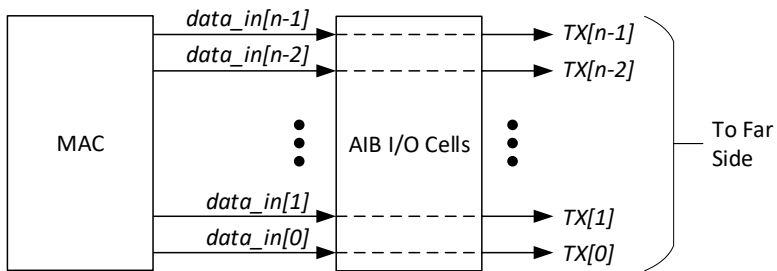 data_in[n-1]
TX[n-1]
data_in[n-2]
TX[n-2]
MAC
AIB I/O Cells
To Far
Side
data_in[1]
TX[1]
data_in[0]
TX[0]